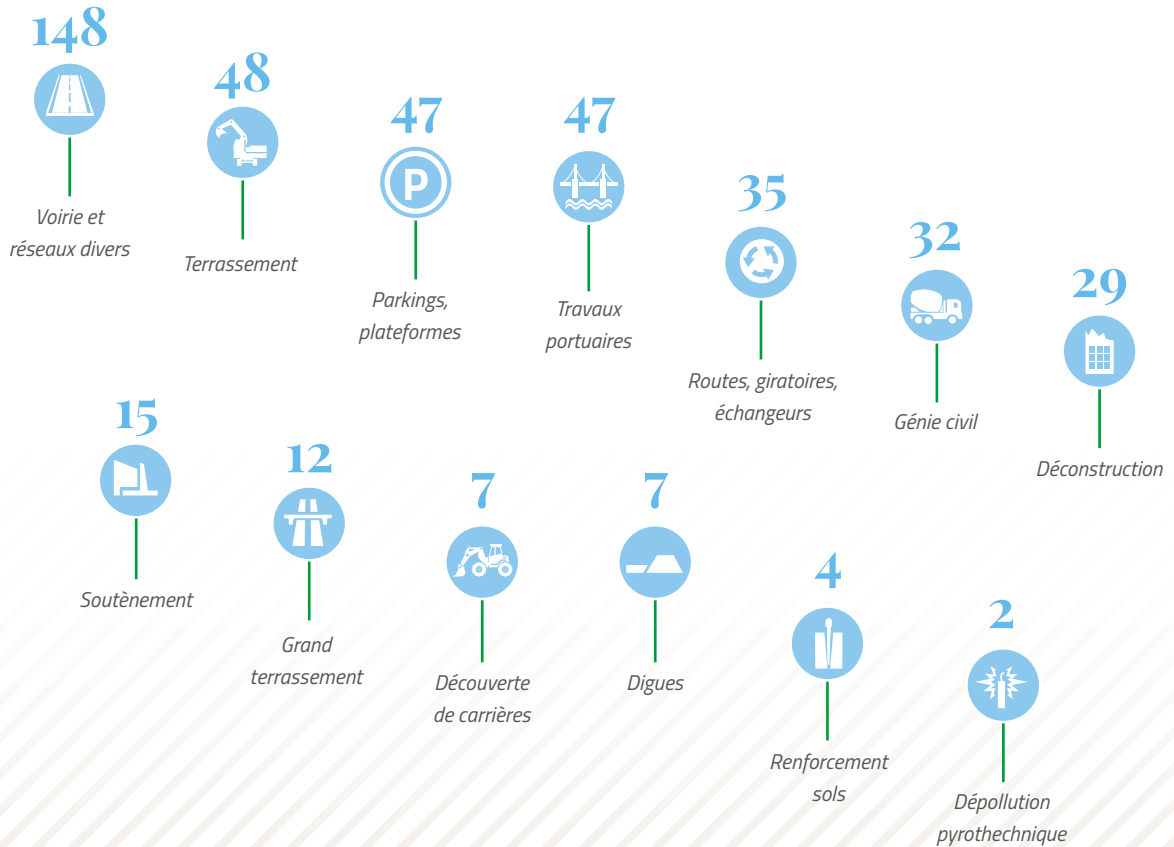 148
Voirie et
réseaux divers
48
Terrassement
47
P
Parkings,
plateformes
47
Travaux
portuaires
35
Routes, giratoires,
échangeurs
32
Génie civil
29
Déconstruction
15
Soutènement
12
Grand
terrassement
7
Découverte
de carrières
7
Digues
4
Renforcement
sols
2
Dépollution
pyrothechnique